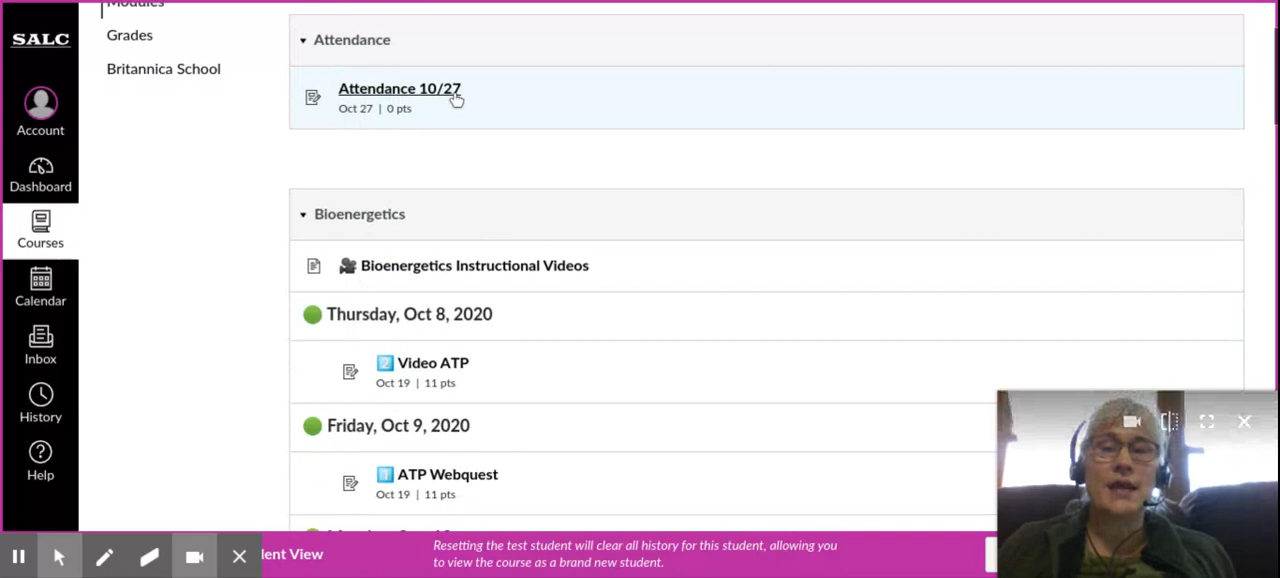 Modules
SALC
Grades
Britannica School
Account
Dashboard
Courses
Calendar
Inbox
History
Help
Attendance
Attendance 10/27
Oct 27 | 0 pts
Bioenergetics
🎥 Bioenergetics Instructional Videos
Thursday, Oct 8, 2020
2 Video ATP
Oct 19 | 11 pts
Friday, Oct 9, 2020
1 ATP Webquest
Oct 19 | 11 pts
dent View
Resetting the test student will clear all history for this student, allowing you
to view the course as a brand new student.